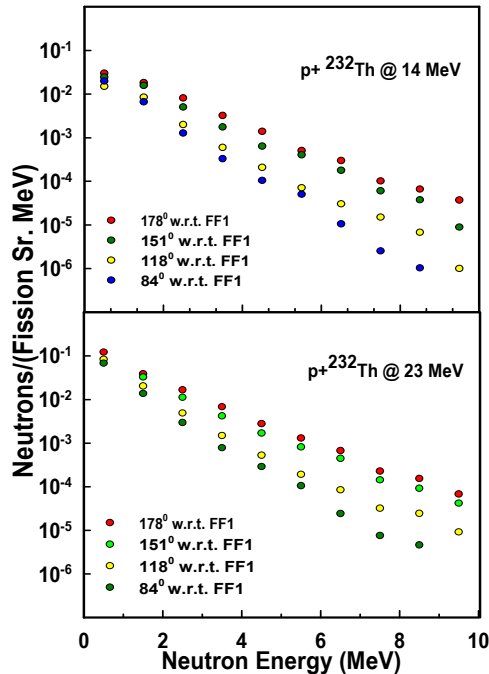 Neutrons/(Fission Sr. MeV)
10⁻¹
p+ ²³²Th @ 14 MeV
10⁻²
10⁻³
10⁻⁴
10⁻⁵
10⁻⁶
178⁰ w.r.t. FF1
151⁰ w.r.t. FF1
118⁰ w.r.t. FF1
84⁰ w.r.t. FF1
10⁻¹
p+²³²Th @ 23 MeV
10⁻²
10⁻³
10⁻⁴
10⁻⁵
10⁻⁶
178⁰ w.r.t. FF1
151⁰ w.r.t. FF1
118⁰ w.r.t. FF1
84⁰ w.r.t. FF1
0 2 4 6 8 10
Neutron Energy (MeV)